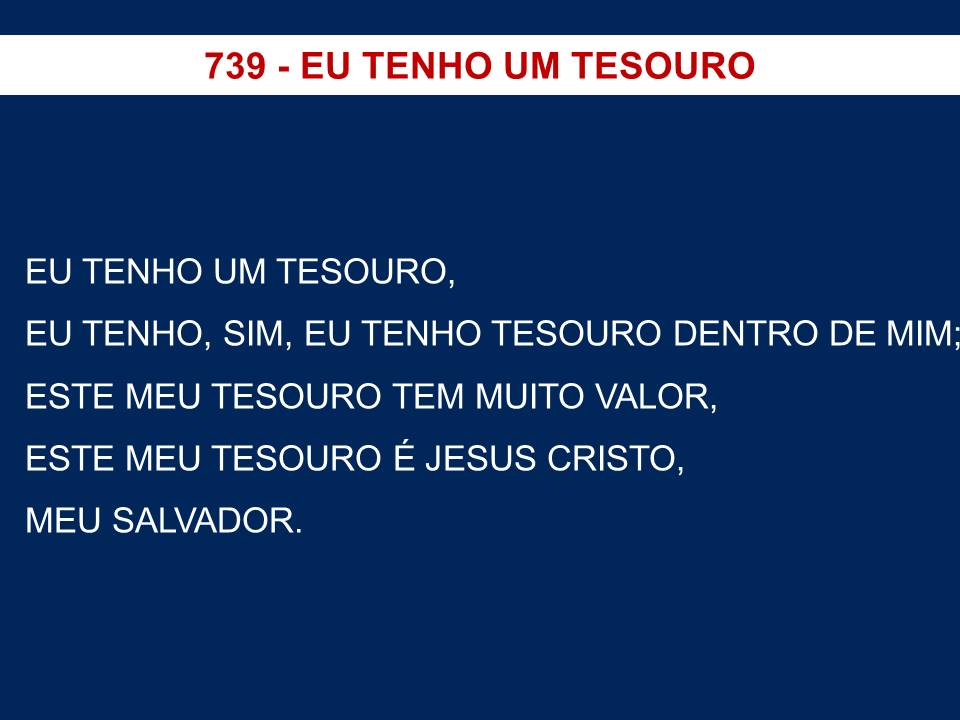 739 - EU TENHO UM TESOURO
EU TENHO UM TESOURO,
EU TENHO, SIM, EU TENHO TESOURO DENTRO DE MIM;
ESTE MEU TESOURO TEM MUITO VALOR,
ESTE MEU TESOURO É JESUS CRISTO,
MEU SALVADOR.